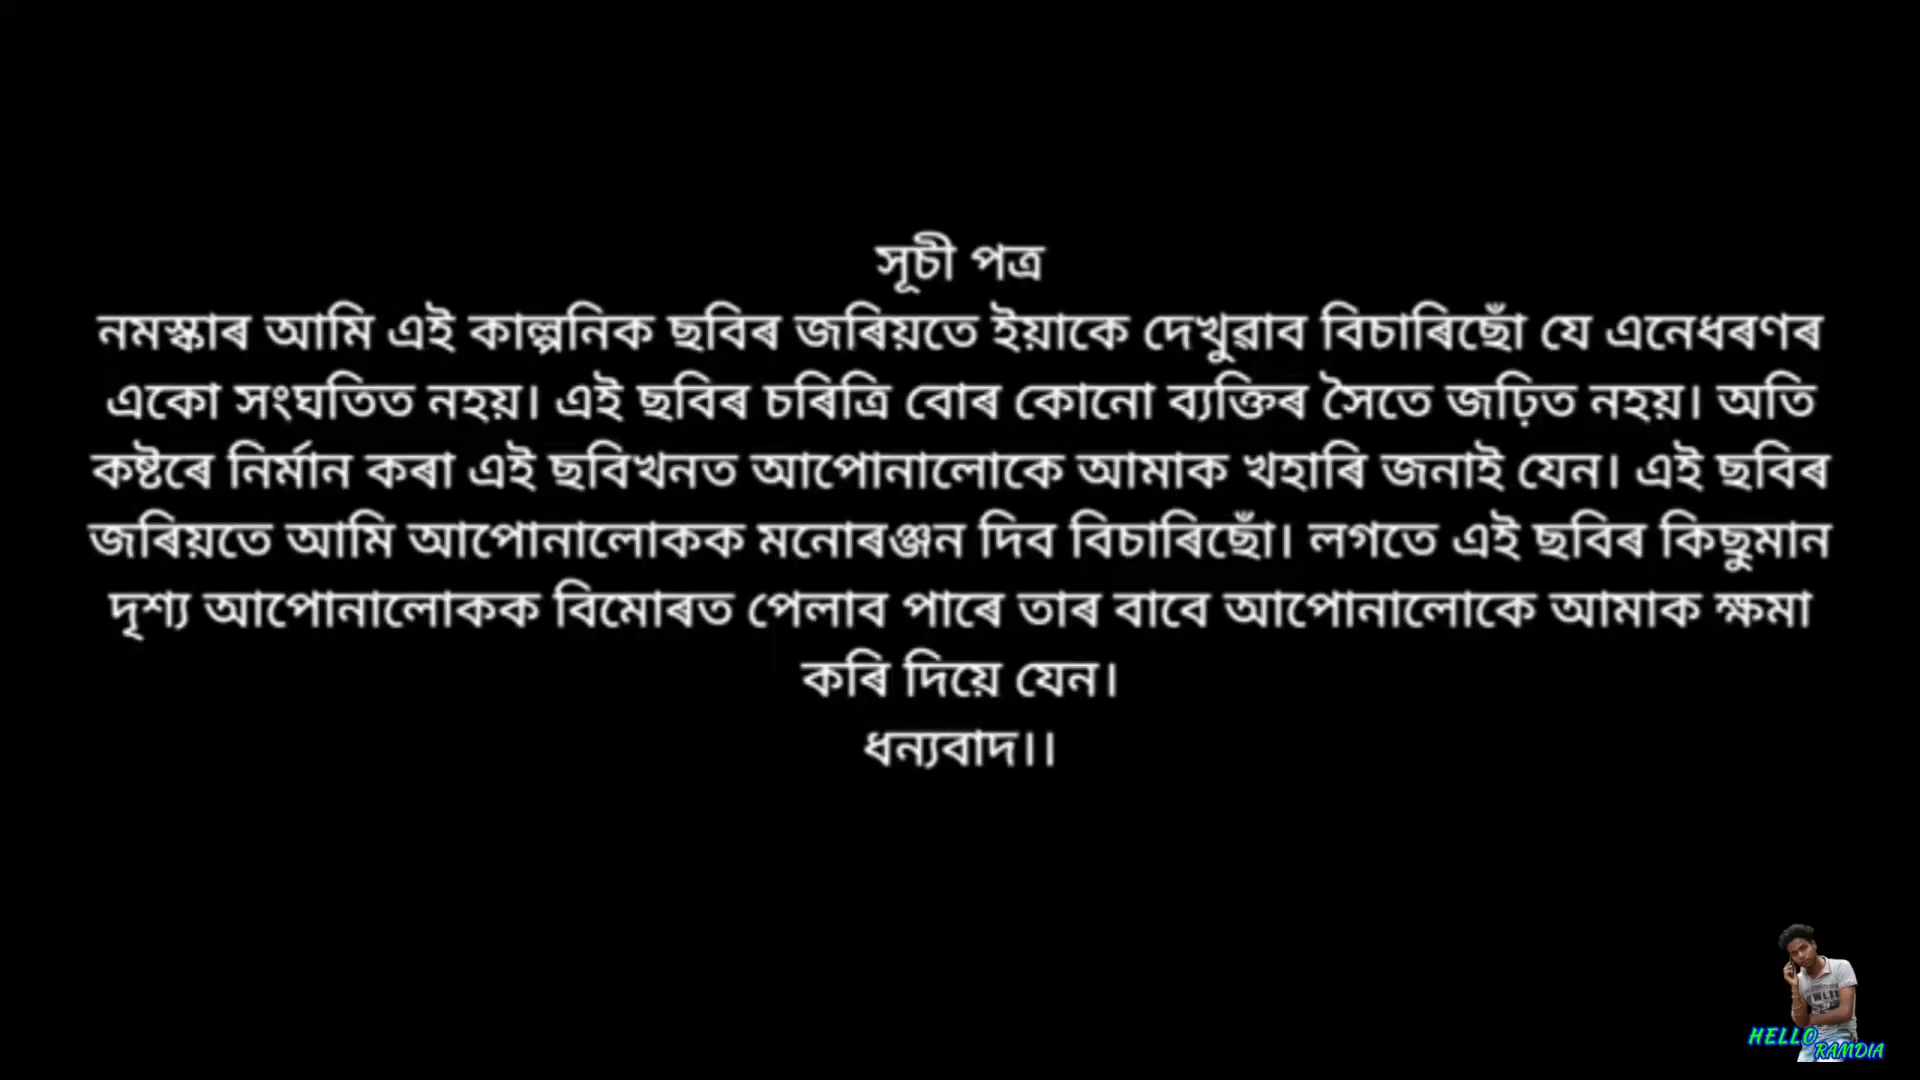 সূচী পত্ৰ
নমস্কাৰ আমি এই কাল্পনিক ছবিৰ জৰিয়তে ইয়াকে দেখুৱাব বিচাৰিছোঁ যে এনেধৰণৰ
একো সংঘতিত নহয়। এই ছবিৰ চৰিত্ৰি বোৰ কোনো ব্যক্তিৰ সৈতে জঢ়িত নহয়। অতি
কষ্টৰে নিৰ্মান কৰা এই ছবিখনত আপোনালোকে আমাক খহাৰি জনাই যেন। এই ছবিৰ
জৰিয়তে আমি আপোনালোকক মনোৰঞ্জন দিব বিচাৰিছোঁ। লগতে এই ছবিৰ কিছুমান
দৃশ্য আপোনালোকক বিমোৰত পেলাব পাৰে তাৰ বাবে আপোনালোকে আমাক ক্ষমা
কৰি দিয়ে যেন।
ধন্যবাদ।।
HELLO
RAMDIA